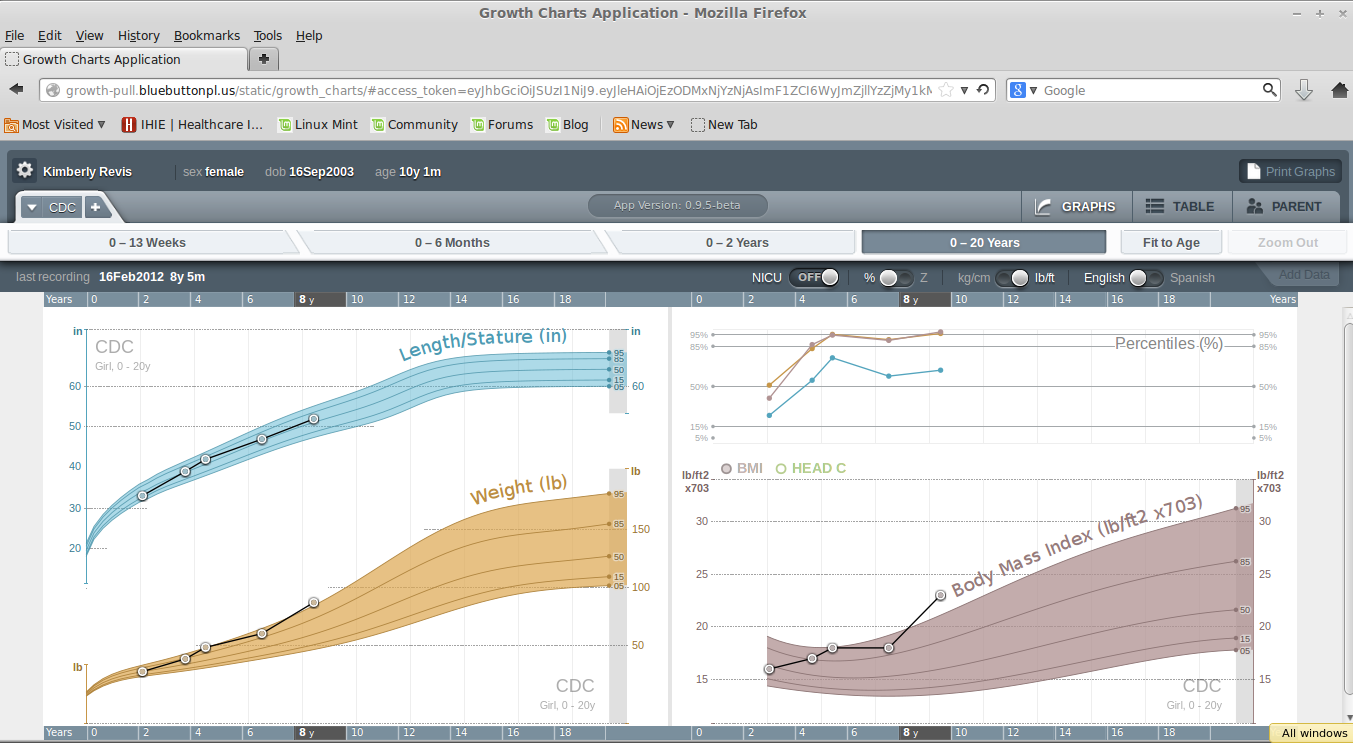 Growth Charts Application - Mozilla Firefox
File Edit View History Bookmarks Tools Help
Growth Charts Application
growth-pull.bluebuttonpl.us/static/growth_charts/#access_token= Google
Most Visited IHIE | Healthcare I... Linux Mint Community Forums Blog News New Tab
Kimberly Revis sex female dob 16Sep2003 age 10y 1m Print Graphs
CDC App Version: 0.9.5-beta GRAPHS TABLE PARENT
0 – 13 Weeks 0 – 6 Months 0 – 2 Years 0 – 20 Years Fit to Age Zoom Out
last recording 16Feb2012 8y 5m NICU OFF % Z kg/cm lb/ft English Spanish Add Data
Years 0 2 4 6 8 y 10 12 14 16 18
0 2 4 6 8 y 10 12 14 16 18 Years
in Length/Stature (in) in
CDC
Girl, 0 - 20y
95
85
50
15
05
60 60
50
40
30
20
lb
Weight (lb)
95
85
50
15
05
150
100
50
lb
CDC
Girl, 0 - 20y
95% 95%
85% Percentiles (%) 85%
50% 50%
15% 15%
5% 5%
BMI HEAD C
lb/ft2 lb/ft2
x703 x703
Body Mass Index (lb/ft2 x703)
95
85
50
15
05
30 30
25 25
20 20
15 15
CDC
Girl, 0 - 20y
Years 0 2 4 6 8 y 10 12 14 16 18
0 2 4 6 8 y 10 12 14 16 18
All windows